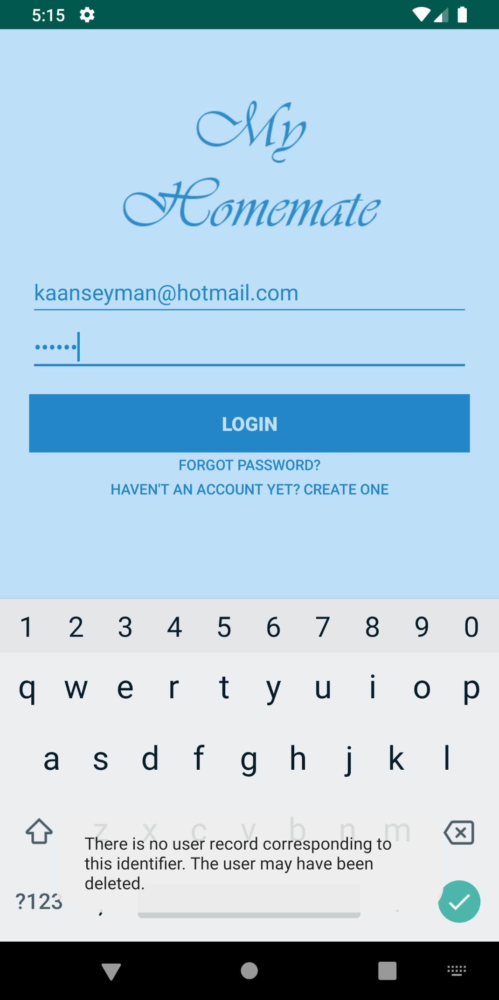 5:15
My
Homemate
kaanseyman@hotmail.com
••••••
LOGIN
FORGOT PASSWORD?
HAVEN'T AN ACCOUNT YET? CREATE ONE
1 2 3 4 5 6 7 8 9 0
q w e r t y u i o p
a s d f g h j k l
z x c v b n m
There is no user record corresponding to
this identifier. The user may have been
deleted.
?123 , .